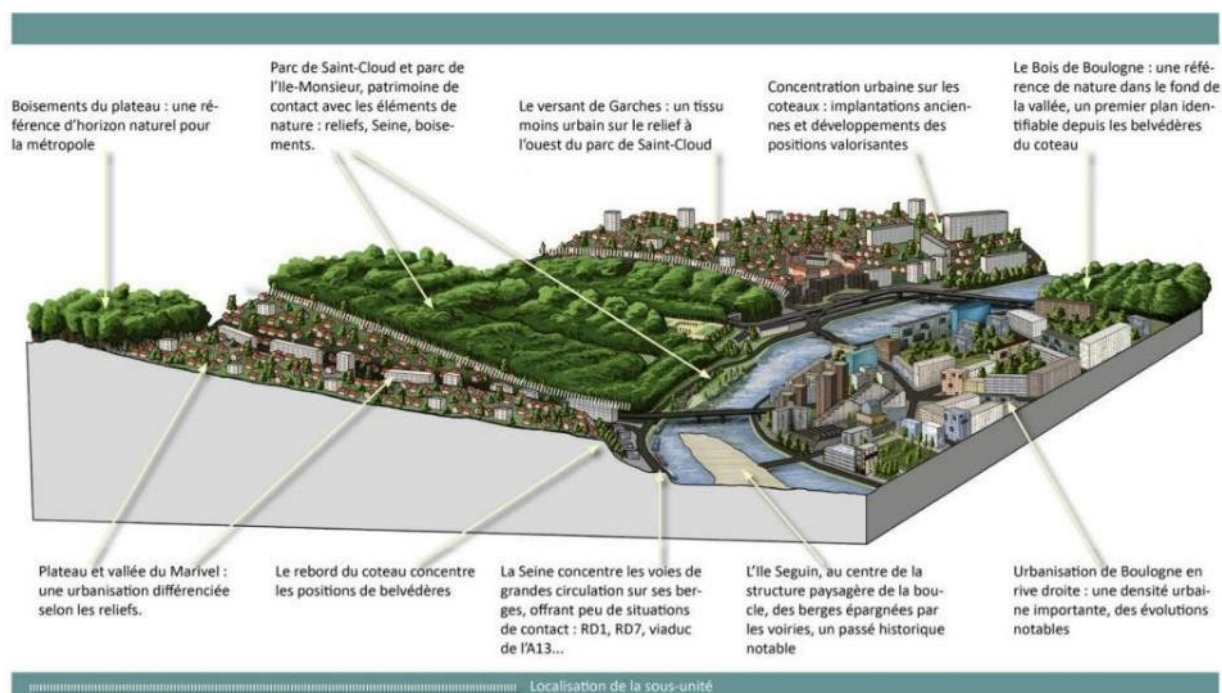 Boisements du plateau : une ré-
férence d'horizon naturel pour
la métropole
Parc de Saint-Cloud et parc de
l'Ile-Monsieur, patrimoine de
contact avec les éléments de
nature : reliefs, Seine, boise-
ments.
Le versant de Garches : un tissu
moins urbain sur le relief à
l'ouest du parc de Saint-Cloud
Concentration urbaine sur les
coteaux : implantations ancien-
nes et développements des
positions valorisantes
Le Bois de Boulogne : une réfé-
rence de nature dans le fond de
la vallée, un premier plan iden-
tifiable depuis les belvédères
du coteau
Plateau et vallée du Marivel :
une urbanisation différenciée
selon les reliefs.
Le rebord du coteau concentre
les positions de belvédères
La Seine concentre les voies de
grandes circulation sur ses ber-
ges, offrant peu de situations
de contact : RD1, RD7, viaduc
de l'A13...
L'Ile Seguin, au centre de la
structure paysagère de la bou-
cle, des berges épargnées par
les voiries, un passé historique
notable
Urbanisation de Boulogne en
rive droite : une densité urbai-
ne importante, des évolutions
notables
Localisation de la sous-unité